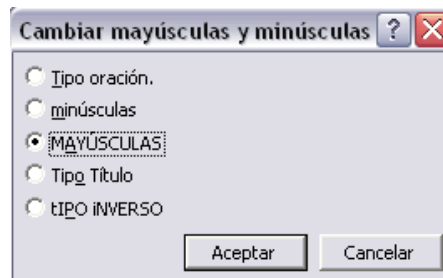 Cambiar mayúsculas y minúsculas ?
Tipo oración.
minúsculas
MAYÚSCULAS
Tipo Título
tIPO iNVERSO
Aceptar Cancelar